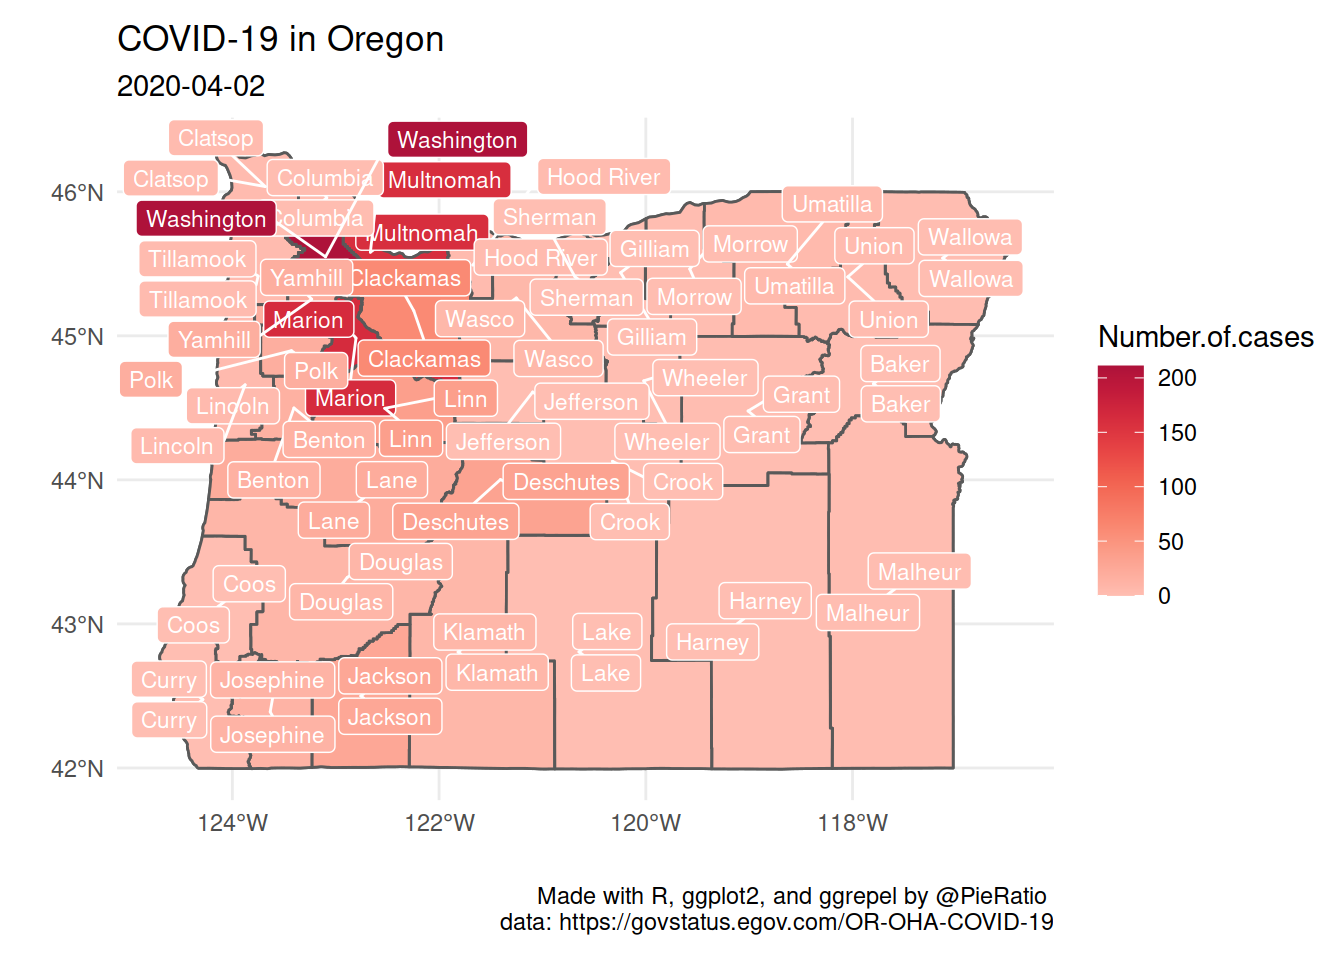 COVID-19 in Oregon
2020-04-02
Clatsop
Washington
Clatsop
Columbia
Multnomah
Hood River
46°N
Washington
Columbia
Multnomah
Sherman
Umatilla
Tillamook
Yamhill
Clackamas
Hood River
Gilliam
Morrow
Union
Wallowa
Tillamook
Marion
Wasco
Sherman
Morrow
Umatilla
Wallowa
45°N
Yamhill
Clackamas
Wasco
Gilliam
Union
Polk
Polk
Marion
Linn
Jefferson
Wheeler
Grant
Baker
Lincoln
Baker
Lincoln
Benton
Linn
Jefferson
Wheeler
Grant
44°N
Benton
Lane
Deschutes
Crook
Lane
Deschutes
Crook
Douglas
Coos
Douglas
Malheur
Harney
Malheur
43°N
Coos
Klamath
Lake
Harney
Curry
Josephine
Jackson
Klamath
Lake
Curry
Josephine
Jackson
42°N
124°W
122°W
120°W
118°W
Number.of.cases
200
150
100
50
0
Made with R, ggplot2, and ggrepel by @PieRatio
data: https://govstatus.egov.com/OR-OHA-COVID-19